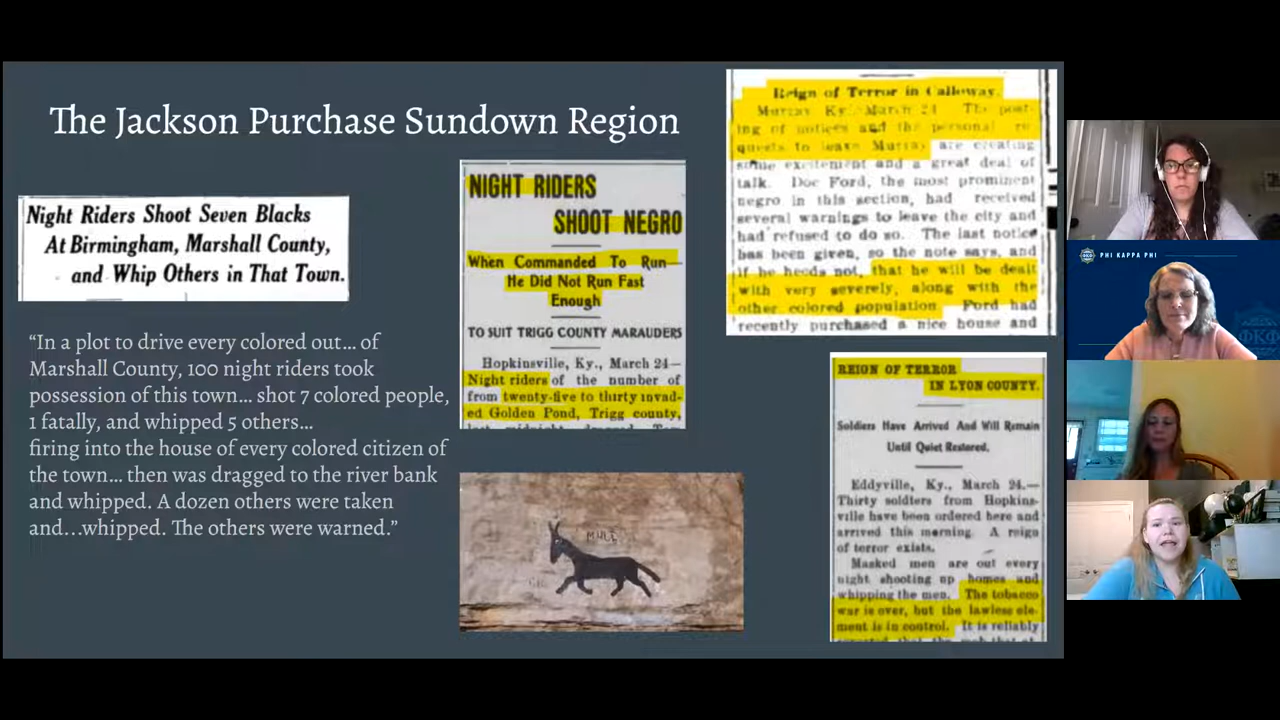 The Jackson Purchase Sundown Region
Night Riders Shoot Seven Blacks
At Birmingham, Marshall County,
and Whip Others in That Town.
“In a plot to drive every colored out... of
Marshall County, 100 night riders took
possession of this town... shot 7 colored people,
1 fatally, and whipped 5 others...
firing into the house of every colored citizen of
the town... then was dragged to the river bank
and whipped. A dozen others were taken
and...whipped. The others were warned.”
NIGHT RIDERS
SHOOT NEGRO
When Commanded To Run—
He Did Not Run Fast
Enough
TO SUIT TRIGG COUNTY MARAUDERS
Hopkinsville, Ky., March 24—
Night riders of the number of
from twenty-five to thirty invad-
ed Golden Pond, Trigg county,
MULE
Reign of Terror in Calloway.
Murray, Ky., March 24 The post-
ing of notices and the personal re-
quests to leave Murray are creating
some excitement and a great deal of
talk. Doc Ford, the most prominent
negro in this section, had received
several warnings to leave the city and
had refused to do so. The last notice
has been given, so the note says, and
if he heeds not, that he will be dealt
with very severely, along with the
other colored population. Ford had
recently purchased a nice house and
REIGN OF TERROR
IN LYON COUNTY.
Soldiers Have Arrived And Will Remain
Until Quiet Restored.
Eddyville, Ky., March 24.—
Thirty soldiers from Hopkins-
ville have been ordered here and
arrived this morning. A reign
of terror exists.
Masked men are out every
night shooting up homes and
whipping the men. The tobacco
war is over, but the lawless ele-
ment is in control. It is reliably
PHI KAPPA PHI
ΦΚΦ